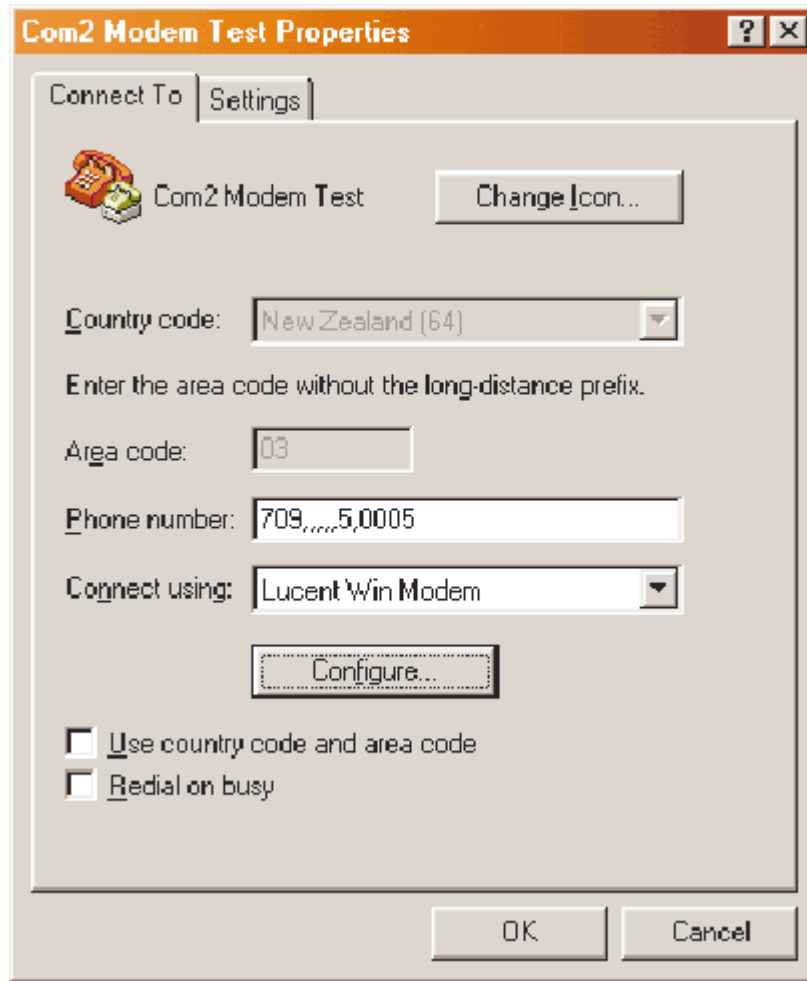 Com2 Modem Test Properties ? X
Connect To Settings
Com2 Modem Test Change Icon...
Country code: New Zealand (64)
Enter the area code without the long-distance prefix.
Area code: 03
Phone number: 709,,,,,5,0005
Connect using: Lucent Win Modem
Configure...
Use country code and area code
Redial on busy
OK Cancel